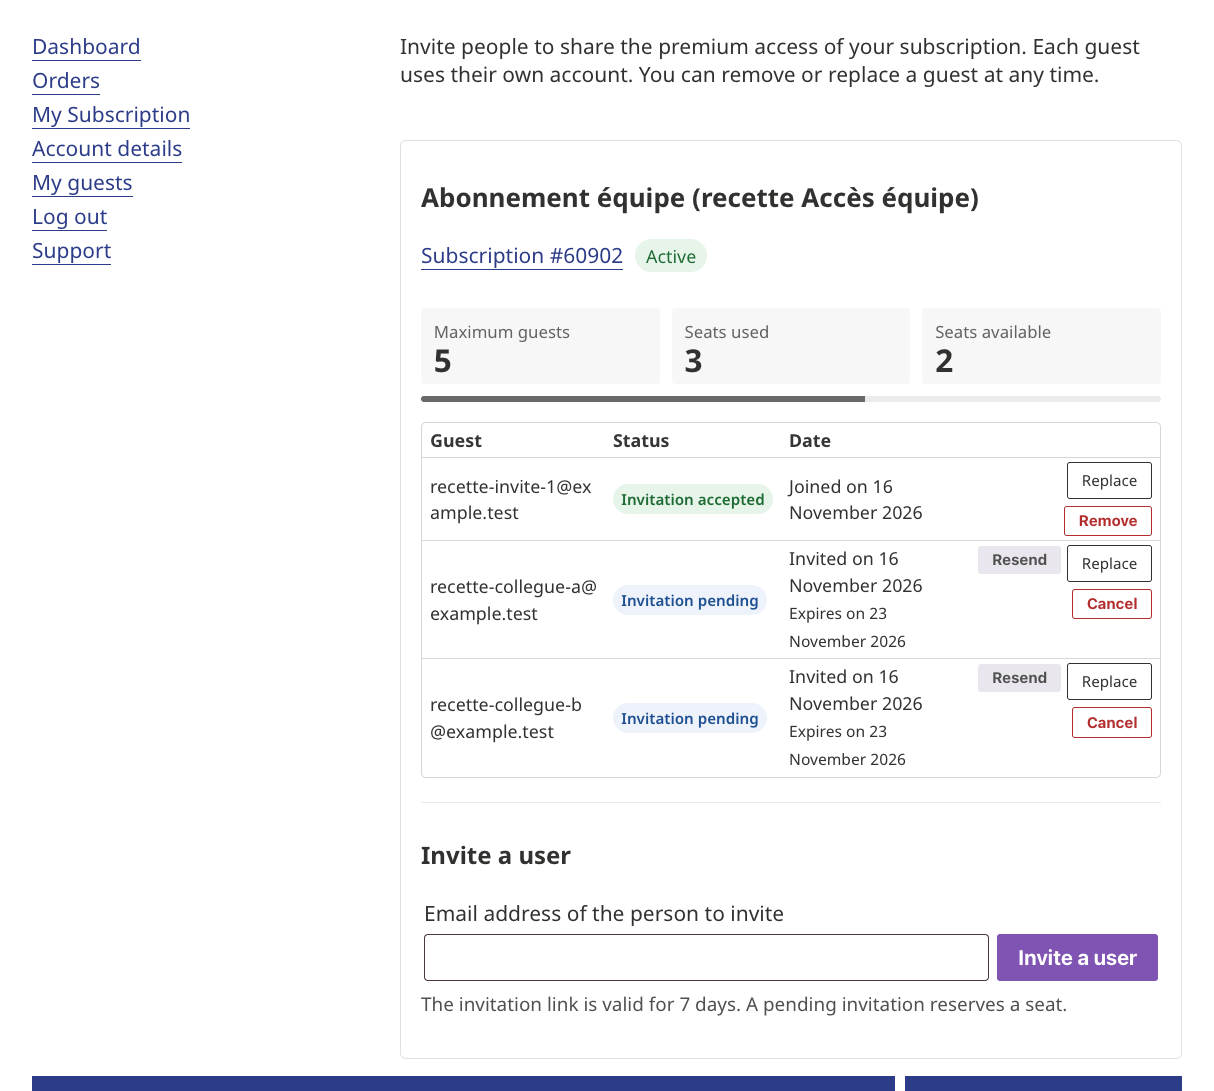 Dashboard
Orders
My Subscription
Account details
My guests
Log out
Support
Invite people to share the premium access of your subscription. Each guest
uses their own account. You can remove or replace a guest at any time.
Abonnement équipe (recette Accès équipe)
Subscription #60902 Active
Maximum guests Seats used Seats available
5 3 2
Guest Status Date
recette-invite-1@ex
ample.test
Invitation accepted
Joined on 16
November 2026
Replace
Remove
recette-collegue-a@
example.test
Invitation pending
Invited on 16
November 2026
Expires on 23
November 2026
Resend Replace
Cancel
recette-collegue-b
@example.test
Invitation pending
Invited on 16
November 2026
Expires on 23
November 2026
Resend Replace
Cancel
Invite a user
Email address of the person to invite
Invite a user
The invitation link is valid for 7 days. A pending invitation reserves a seat.